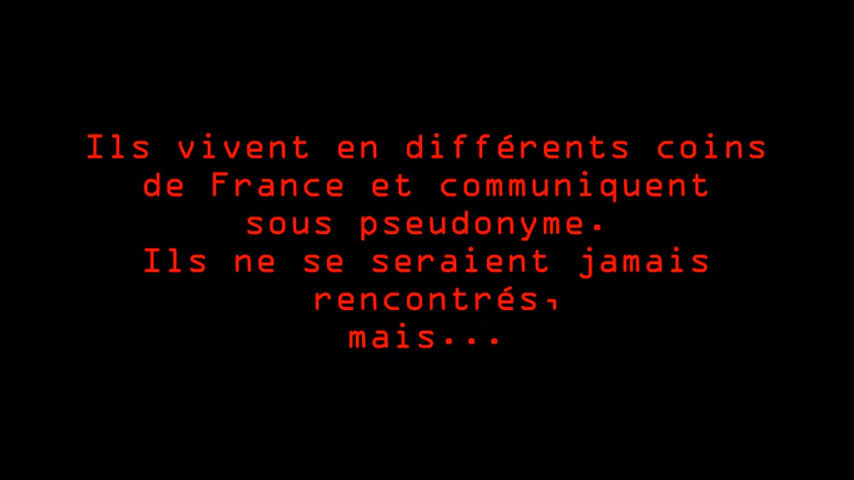 Ils vivent en différents coins
de France et communiquent
sous pseudonyme.
Ils ne se seraient jamais
rencontrés,
mais...